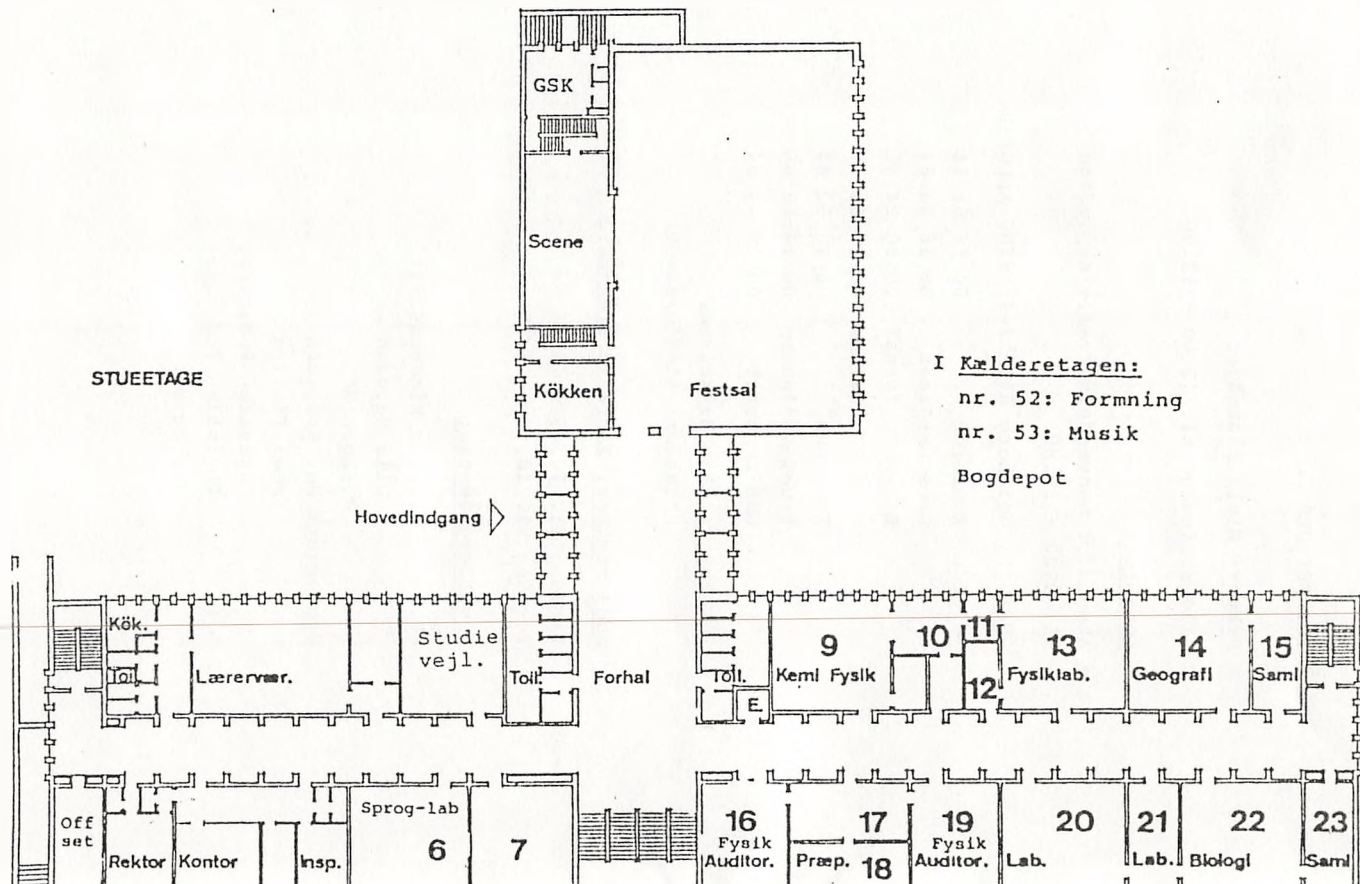 GSK
Scene
STUEETAGE
Kökken
Festsal
I Kælderetagen:
nr. 52: Formning
nr. 53: Musik
Bogdepot
Hovedindgang
Kök.
Toi.
Lærervær.
Studie
vejl.
Toil.
Forhal
Toil.
E.
9
Kemi Fysik
10
11
12
13
Fysiklab.
14
Geografi
15
Saml
Off
set
Rektor
Kontor
Insp.
Sprog-lab
6
7
16
Fysik
Auditor.
17
Præp.
18
19
Fysik
Auditor.
20
Lab.
21
Lab.
22
Biologi
23
Saml